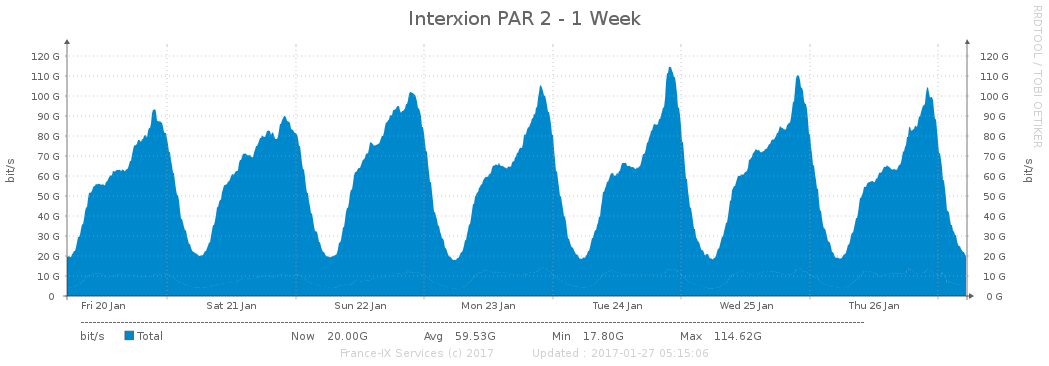 Interxion PAR 2 - 1 Week
RRDTOOL / TOBI OETIKER
120 G 120 G
110 G 110 G
100 G 100 G
90 G 90 G
80 G 80 G
70 G 70 G
60 G 60 G
50 G 50 G
40 G 40 G
30 G 30 G
20 G 20 G
10 G 10 G
0 0 G
bit/s
bit/s
Fri 20 Jan Sat 21 Jan Sun 22 Jan Mon 23 Jan Tue 24 Jan Wed 25 Jan Thu 26 Jan
bit/s Total Now 20.00G Avg 59.53G Min 17.80G Max 114.62G
France-IX Services (c) 2017 Updated : 2017-01-27 05:15:06